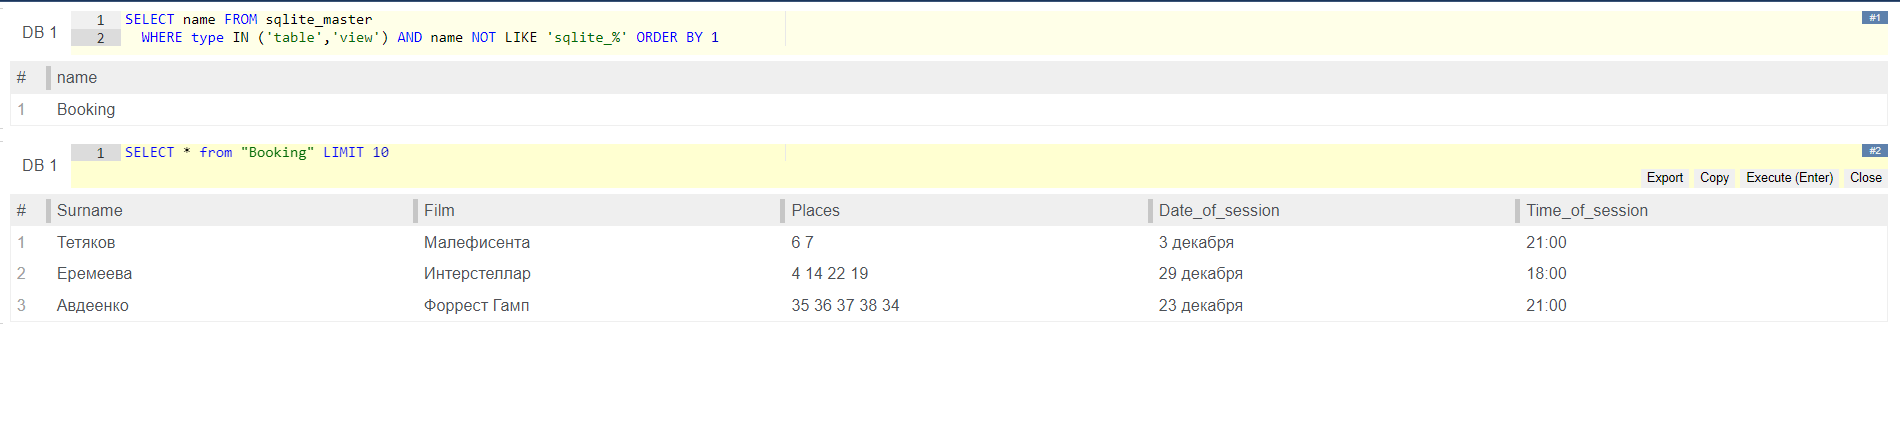 DB 1
1 SELECT name FROM sqlite_master
2 WHERE type IN ('table','view') AND name NOT LIKE 'sqlite_%' ORDER BY 1
#1
# name
1 Booking
DB 1
1 SELECT * from "Booking" LIMIT 10
#2
Export Copy Execute (Enter) Close
# Surname Film Places Date_of_session Time_of_session
1 Тетяков Малефисента 6 7 3 декабря 21:00
2 Еремеева Интерстеллар 4 14 22 19 29 декабря 18:00
3 Авдеенко Форрест Гамп 35 36 37 38 34 23 декабря 21:00